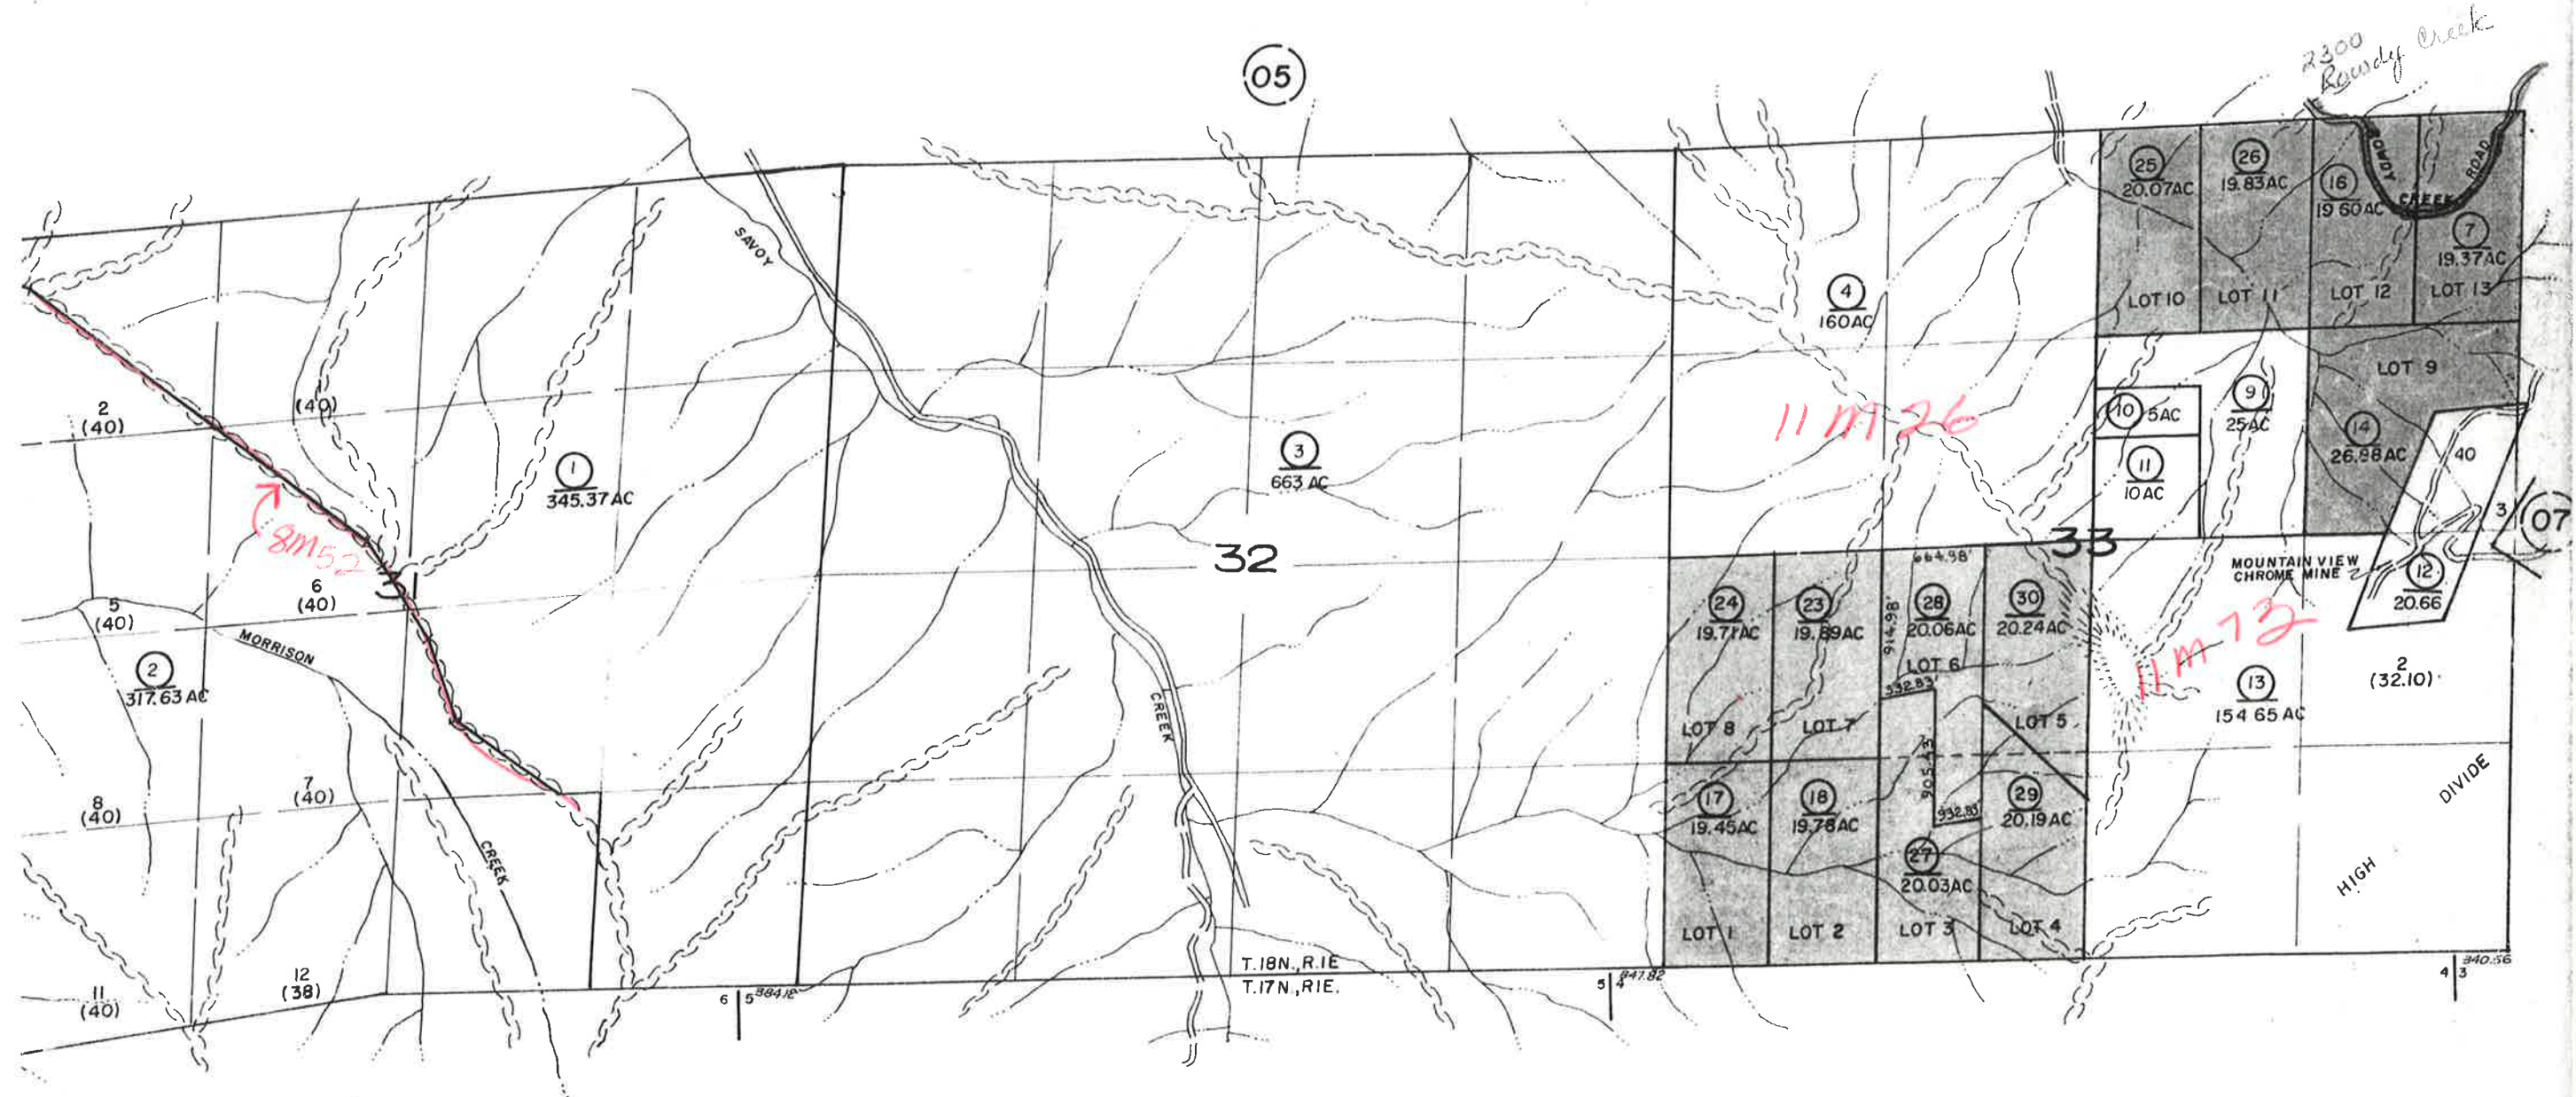 2300
Rowdy Creek
05
25
20.07AC
26
19.83AC
16
19 60AC
OWDY
CREEK
ROAD
7
19.37AC
LOT 10
LOT 11
LOT 12
LOT 13
SAVOY
4
160AC
LOT 9
2
(40)
(40)
11 M 26
10
5AC
9
25AC
14
26.98AC
40
1
345.37AC
3
663 AC
11
10AC
3
07
8M52
32
33
MOUNTAIN VIEW
CHROME MINE
12
20.66
664.98'
5
(40)
6
(40)
3
MORRISON
24
19.71AC
23
19.89AC
914.98'
28
20.06AC
30
20.24AC
LOT 6
332.83'
11 M 73
2
317.63 AC
13
154 65AC
2
(32.10)
CREEK
LOT 8
LOT 7
LOT 5
905.43'
7
(40)
8
(40)
17
19.45AC
18
19.78AC
932.83'
29
20.19AC
DIVIDE
CREEK
27
20.03AC
HIGH
LOT 1
LOT 2
LOT 3
LOT 4
12
(38)
11
(40)
T.18N.,R.1E
T.17N.,R1E.
6 5
384.12
5 4
847.82
4 3
840.56